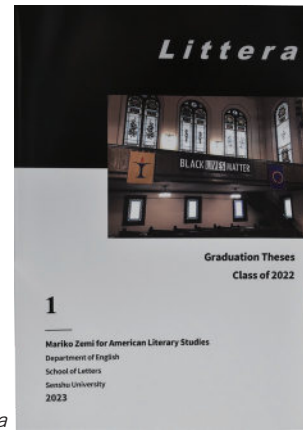 Littera
BLACK LIVES MATTER
Graduation Theses
Class of 2022
1
Mariko Zemi for American Literary Studies
Department of English
School of Letters
Senshu University
2023
a